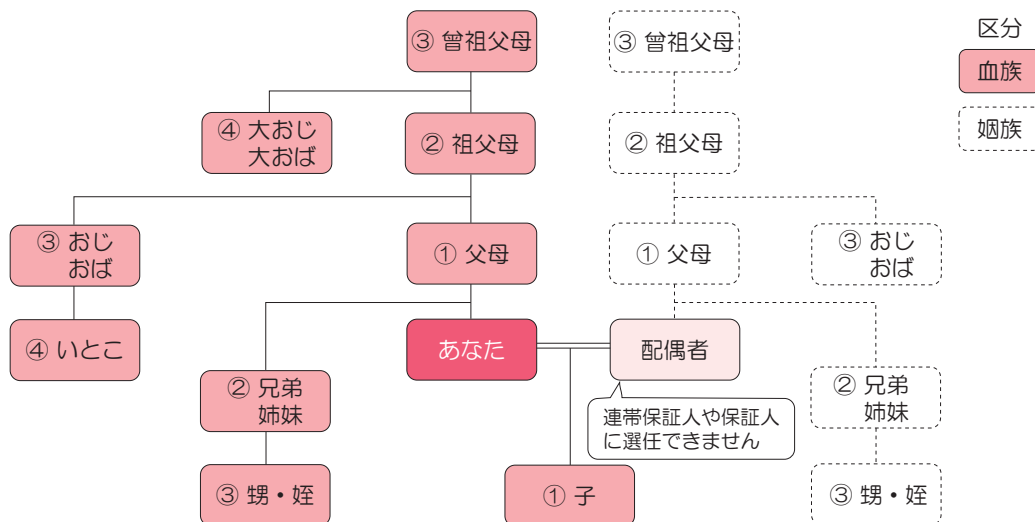 ③ 曾祖父母
③ 曾祖父母
区分
血族
④ 大おじ
大おば
② 祖父母
② 祖父母
姻族
③ おじ
おば
① 父母
① 父母
③ おじ
おば
④ いとこ
あなた
配偶者
② 兄弟
姉妹
連帯保証人や保証人
に選任できません
② 兄弟
姉妹
③ 甥・姪
① 子
③ 甥・姪